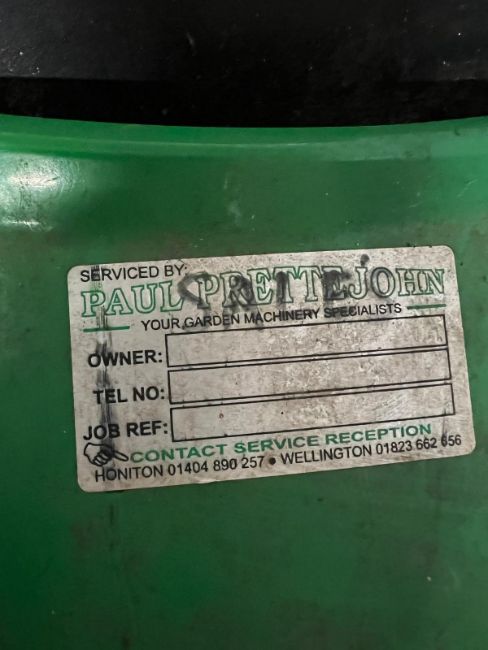 SERVICED BY:
PAUL PRETTEJOHN
YOUR GARDEN MACHINERY SPECIALISTS
OWNER:
TEL NO:
JOB REF:
CONTACT SERVICE RECEPTION
HONITON 01404 890 257 • WELLINGTON 01823 662 656